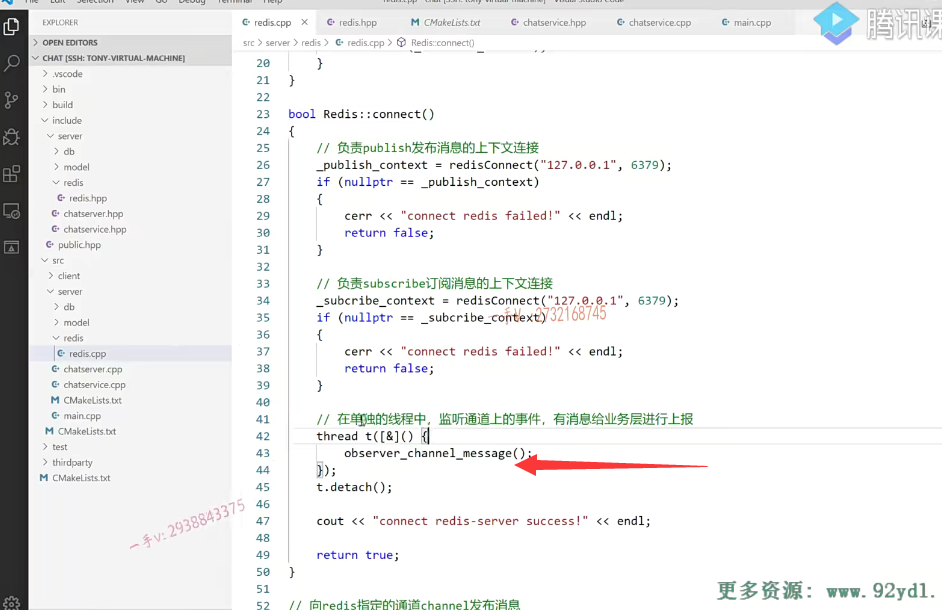 File Edit Selection View Go Debug Terminal Help
redis.cpp - chat [SSH: tony-virtual-machine] - Visual Studio Code
EXPLORER
redis.cpp × redis.hpp CMakeLists.txt chatservice.hpp chatservice.cpp main.cpp
腾讯课
OPEN EDITORS
CHAT [SSH: TONY-VIRTUAL-MACHINE]
src > server > redis > redis.cpp > Redis::connect()
.vscode
bin
build
include
server
db
model
redis
redis.hpp
chatserver.hpp
chatservice.hpp
public.hpp
src
client
server
db
model
redis
redis.cpp
chatserver.cpp
chatservice.cpp
CMakeLists.txt
main.cpp
CMakeLists.txt
test
thirdparty
CMakeLists.txt
20 }
21 }
22
23 bool Redis::connect()
24 {
25 // 负责publish发布消息的上下文连接
26 _publish_context = redisConnect("127.0.0.1", 6379);
27 if (nullptr == _publish_context)
28 {
29 cerr << "connect redis failed!" << endl;
30 return false;
31 }
32
33 // 负责subscribe订阅消息的上下文连接
34 _subcribe_context = redisConnect("127.0.0.1", 6379);
35 if (nullptr == _subcribe_context)
一手v: 2732168745
36 {
37 cerr << "connect redis failed!" << endl;
38 return false;
39 }
40
41 // 在单独的线程中，监听通道上的事件，有消息给业务层进行上报
42 thread t([&]() {
43 observer_channel_message();
44 });
45 t.detach();
46
47 cout << "connect redis-server success!" << endl;
48
49 return true;
50 }
51
52 // 向redis指定的通道channel发布消息
一手v: 2938843375
更多资源: www.92yd1.